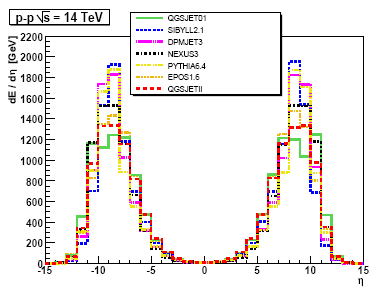 p-p √s = 14 TeV
QGSJET01
SIBYLL2.1
DPMJET3
NEXUS3
PYTHIA6.4
EPOS1.6
QGSJETII
dE / dη [GeV]
2200
2000
1800
1600
1400
1200
1000
800
600
400
200
0
-15 -10 -5 0 5 10 15
η